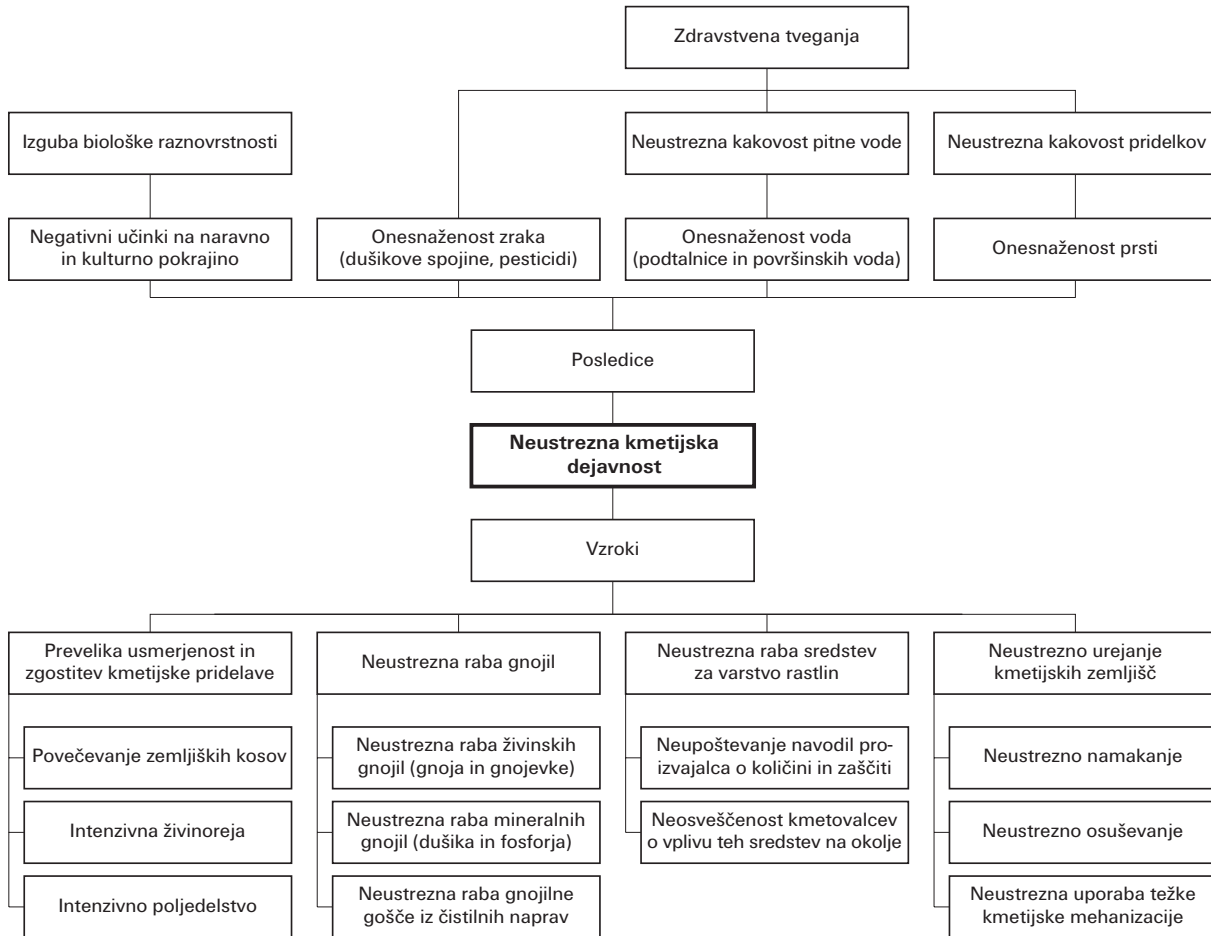 Zdravstvena tveganja
Izguba biološke raznovrstnosti
Neustrezna kakovost pitne vode
Neustrezna kakovost pridelkov
Negativni učinki na naravno
in kulturno pokrajino
Onesnaženost zraka
(dušikove spojine, pesticidi)
Onesnaženost voda
(podtalnice in površinskih voda)
Onesnaženost prsti
Posledice
Neustrezna kmetijska
dejavnost
Vzroki
Prevelika usmerjenost in
zgostitev kmetijske pridelave
Neustrezna raba gnojil
Neustrezna raba sredstev
za varstvo rastlin
Neustrezno urejanje
kmetijskih zemljišč
Povečevanje zemljiških kosov
Neustrezna raba živinskih
gnojil (gnoja in gnojevke)
Neupoštevanje navodil pro-
izvajalca o količini in zaščiti
Neustrezno namakanje
Intenzivna živinoreja
Neustrezna raba mineralnih
gnojil (dušika in fosforja)
Neosveščenost kmetovalcev
o vplivu teh sredstev na okolje
Neustrezno osuševanje
Intenzivno poljedelstvo
Neustrezna raba gnojilne
gošče iz čistilnih naprav
Neustrezna uporaba težke
kmetijske mehanizacije